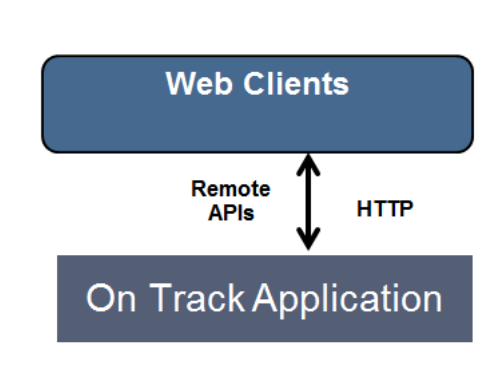 Web Clients
Remote
APIs
HTTP
On Track Application